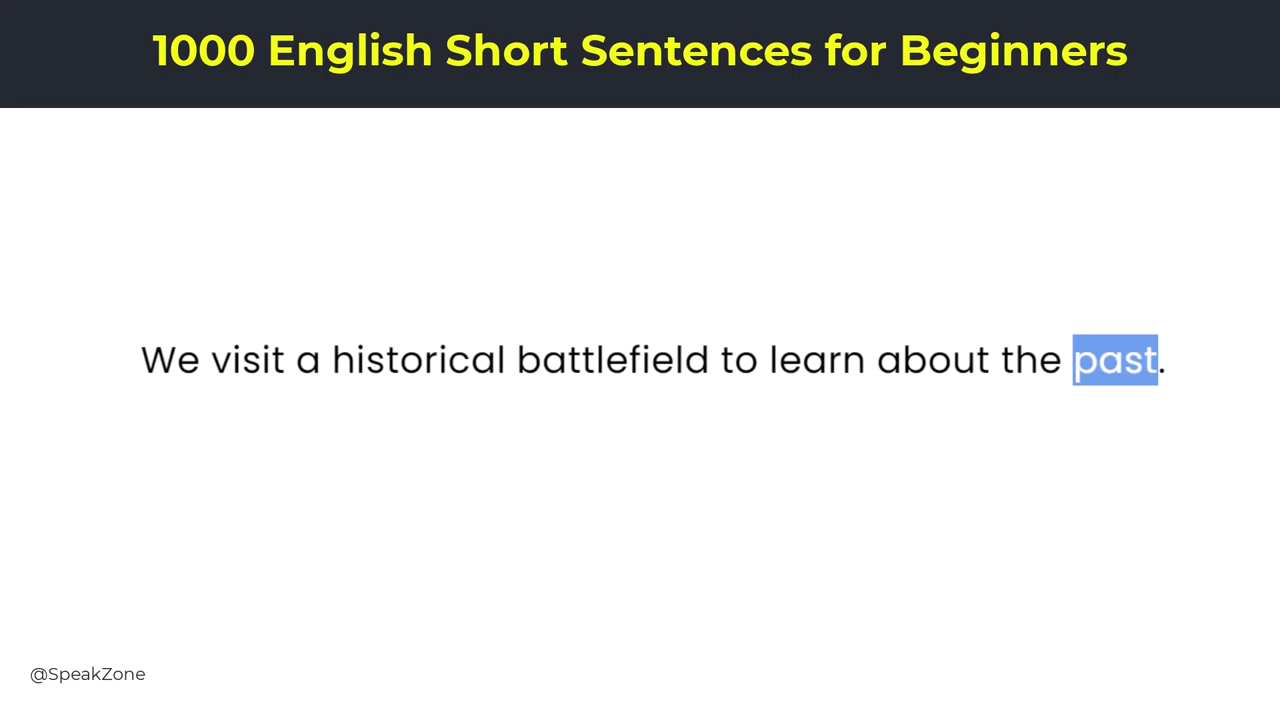 1000 English Short Sentences for Beginners
We visit a historical battlefield to learn about the past.
@SpeakZone